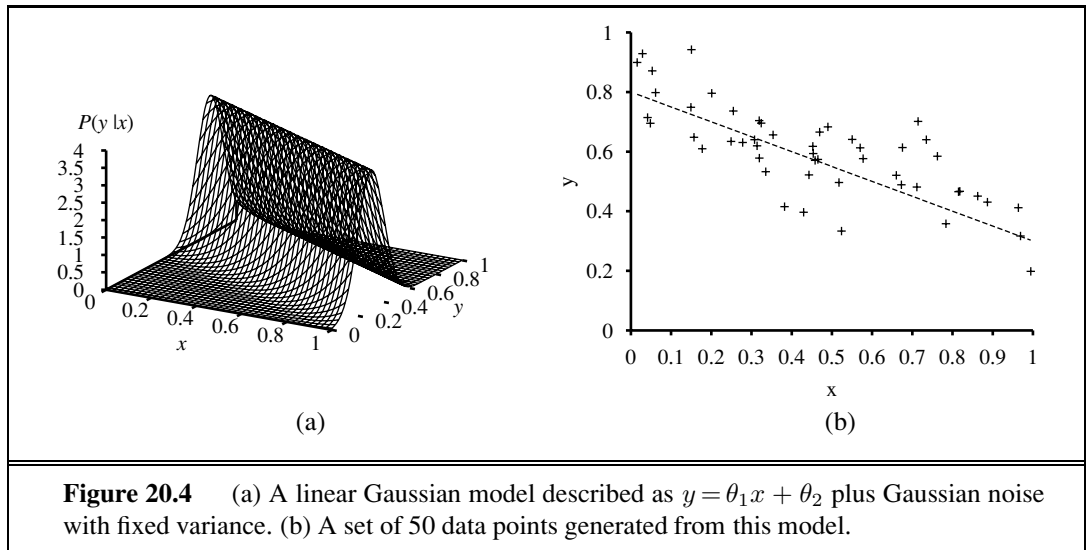 P(y |x)
4
3.5
3
2.5
2
1.5
1
0.5
0
0 0.2 0.4 0.6 0.8 1
x
0 0.2 0.4 0.6 0.8 1
y
(a)
1
0.8
0.6
0.4
0.2
0
y
0 0.1 0.2 0.3 0.4 0.5 0.6 0.7 0.8 0.9 1
x
(b)
Figure 20.4 (a) A linear Gaussian model described as y = θ₁x + θ₂ plus Gaussian noise
with fixed variance. (b) A set of 50 data points generated from this model.